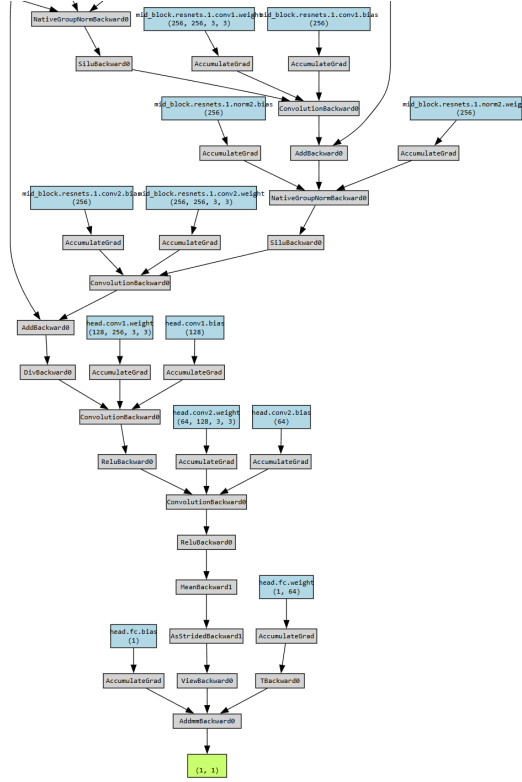 NativeGroupNormBackward0
mid_block.resnets.1.conv1.weight
(256, 256, 3, 3)
mid_block.resnets.1.conv1.bias
(256)
SiluBackward0
AccumulateGrad
AccumulateGrad
mid_block.resnets.1.norm2.bias
(256)
ConvolutionBackward0
mid_block.resnets.1.norm2.weig
(256)
AccumulateGrad
AddBackward0
AccumulateGrad
mid_block.resnets.1.conv2.bias
(256)
mid_block.resnets.1.conv2.weight
(256, 256, 3, 3)
NativeGroupNormBackward0
AccumulateGrad
AccumulateGrad
SiluBackward0
ConvolutionBackward0
AddBackward0
head.conv1.weight
(128, 256, 3, 3)
head.conv1.bias
(128)
DivBackward0
AccumulateGrad
AccumulateGrad
ConvolutionBackward0
head.conv2.weight
(64, 128, 3, 3)
head.conv2.bias
(64)
ReluBackward0
AccumulateGrad
AccumulateGrad
ConvolutionBackward0
ReluBackward0
MeanBackward1
head.fc.weight
(1, 64)
head.fc.bias
(1)
AsStridedBackward1
AccumulateGrad
AccumulateGrad
ViewBackward0
TBackward0
AddmmBackward0
(1, 1)